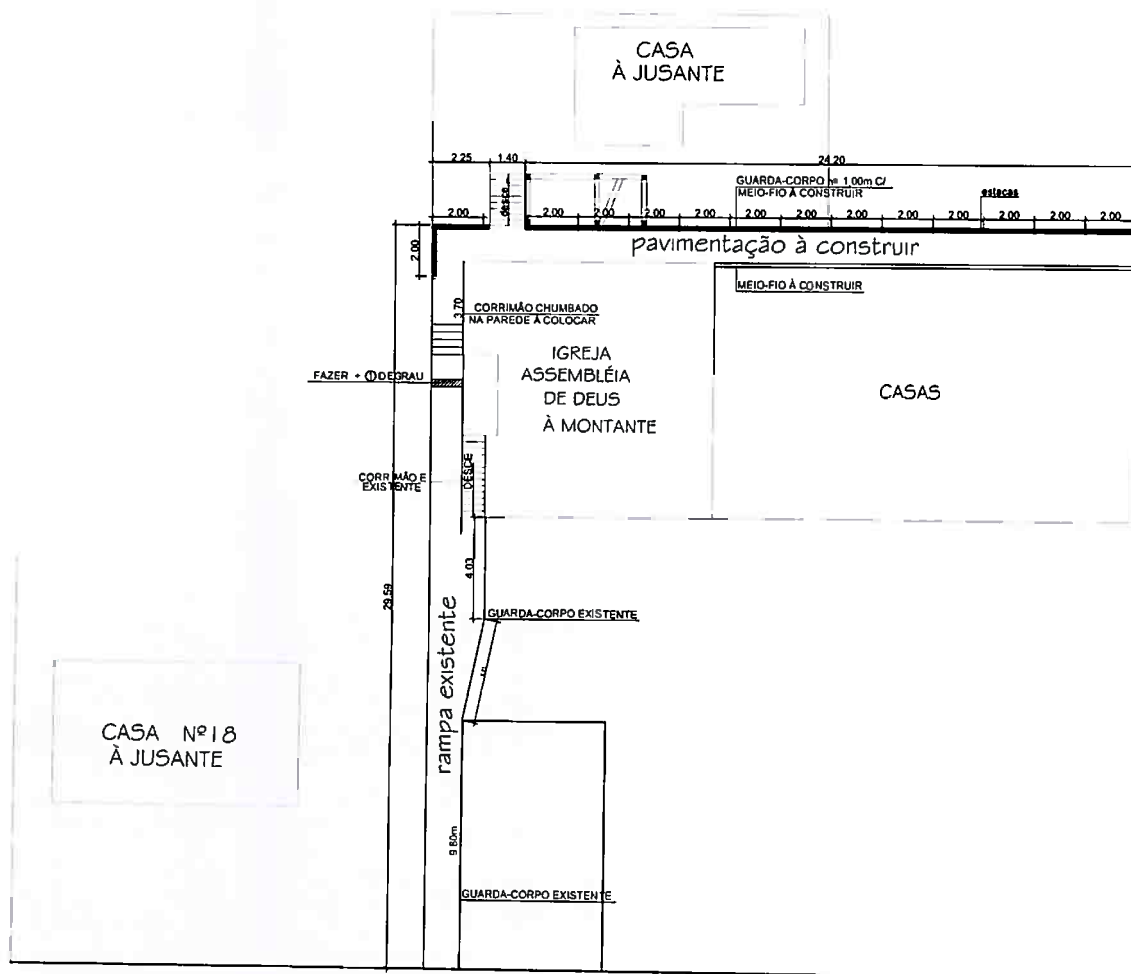 CASA
À JUSANTE
2.25
1.40
24.20
GUARDA-CORPO h= 1.00m C/
MEIO-FIO À CONSTRUIR
estacas
desce
2.00
2.00
2.00
2.00
2.00
2.00
2.00
2.00
2.00
2.00
2.00
2.00
2.00
2.00
pavimentação à construir
MEIO-FIO À CONSTRUIR
3.70
CORRIMÃO CHUMBADO
NA PAREDE À COLOCAR
IGREJA
ASSEMBLÉIA
DE DEUS
À MONTANTE
CASAS
FAZER + 1 DEGRAU
CORRIMÃO E
EXISTENTE
DESCE
4.03
29.59
GUARDA-CORPO EXISTENTE
rampa existente
CASA Nº18
À JUSANTE
9.80m
GUARDA-CORPO EXISTENTE